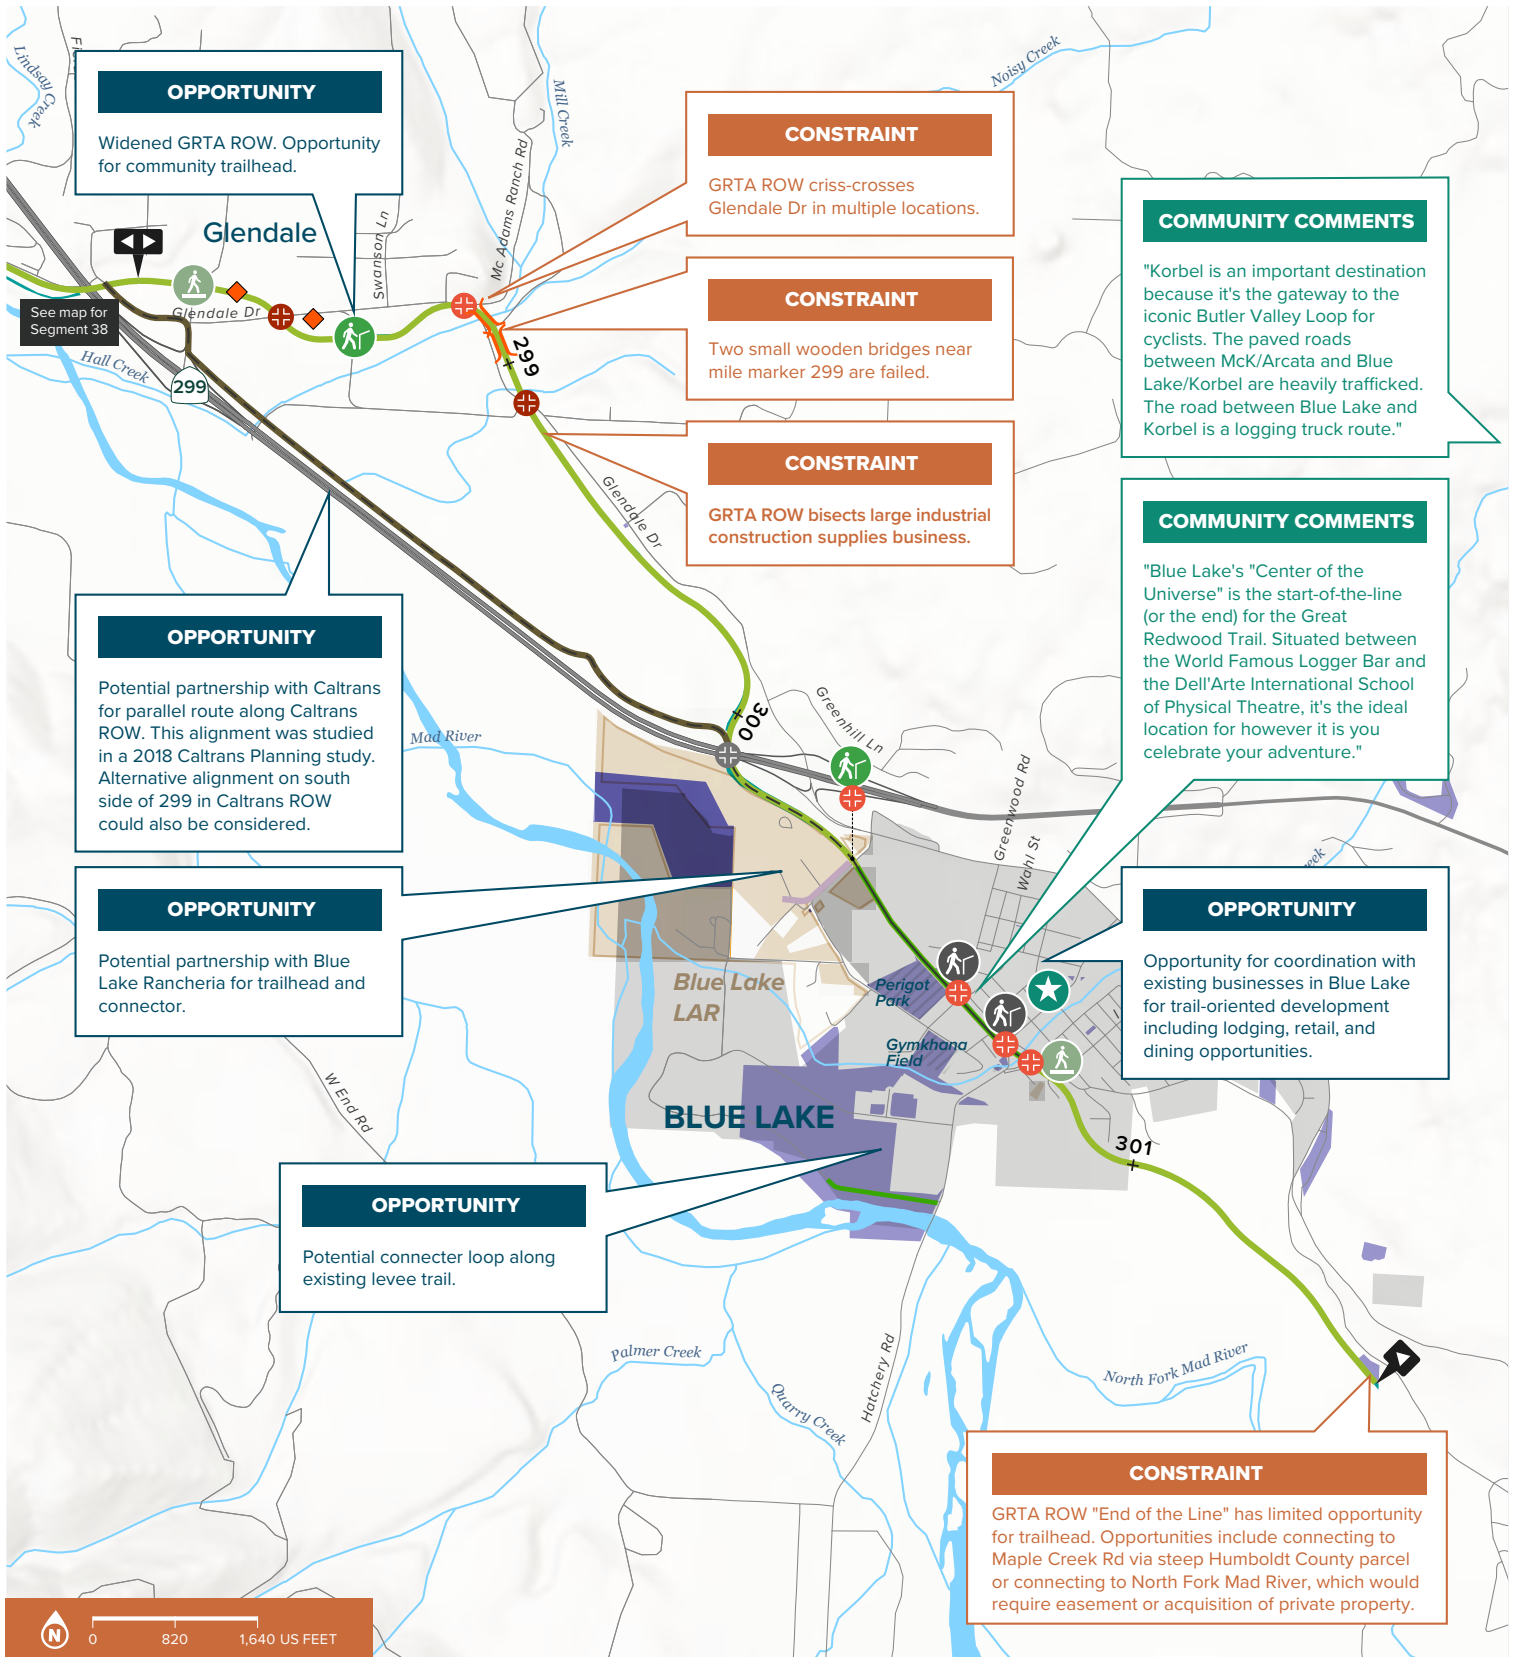 Lindsay Creek
OPPORTUNITY
Widened GRTA ROW. Opportunity
for community trailhead.
Mill Creek
Noisy Creek
Mc Adams Ranch Rd
Swanson Ln
Glendale
Glendale Dr
See map for
Segment 38
Hall Creek
299
299
CONSTRAINT
GRTA ROW criss-crosses
Glendale Dr in multiple locations.
CONSTRAINT
Two small wooden bridges near
mile marker 299 are failed.
CONSTRAINT
GRTA ROW bisects large industrial
construction supplies business.
Glendale Dr
COMMUNITY COMMENTS
"Korbel is an important destination
because it's the gateway to the
iconic Butler Valley Loop for
cyclists. The paved roads
between McK/Arcata and Blue
Lake/Korbel are heavily trafficked.
The road between Blue Lake and
Korbel is a logging truck route."
COMMUNITY COMMENTS
"Blue Lake's "Center of the
Universe" is the start-of-the-line
(or the end) for the Great
Redwood Trail. Situated between
the World Famous Logger Bar and
the Dell'Arte International School
of Physical Theatre, it's the ideal
location for however it is you
celebrate your adventure."
OPPORTUNITY
Potential partnership with Caltrans
for parallel route along Caltrans
ROW. This alignment was studied
in a 2018 Caltrans Planning study.
Alternative alignment on south
side of 299 in Caltrans ROW
could also be considered.
Mad River
300
Greenhill Ln
Greenwood Rd
Wahl St
OPPORTUNITY
Potential partnership with Blue
Lake Rancheria for trailhead and
connector.
OPPORTUNITY
Opportunity for coordination with
existing businesses in Blue Lake
for trail-oriented development
including lodging, retail, and
dining opportunities.
Blue Lake
LAR
Perigot
Park
Gymkhana
Field
BLUE LAKE
W End Rd
301
OPPORTUNITY
Potential connecter loop along
existing levee trail.
Palmer Creek
Quarry Creek
Hatchery Rd
North Fork Mad River
CONSTRAINT
GRTA ROW "End of the Line" has limited opportunity
for trailhead. Opportunities include connecting to
Maple Creek Rd via steep Humboldt County parcel
or connecting to North Fork Mad River, which would
require easement or acquisition of private property.
N
0 820 1,640 US FEET